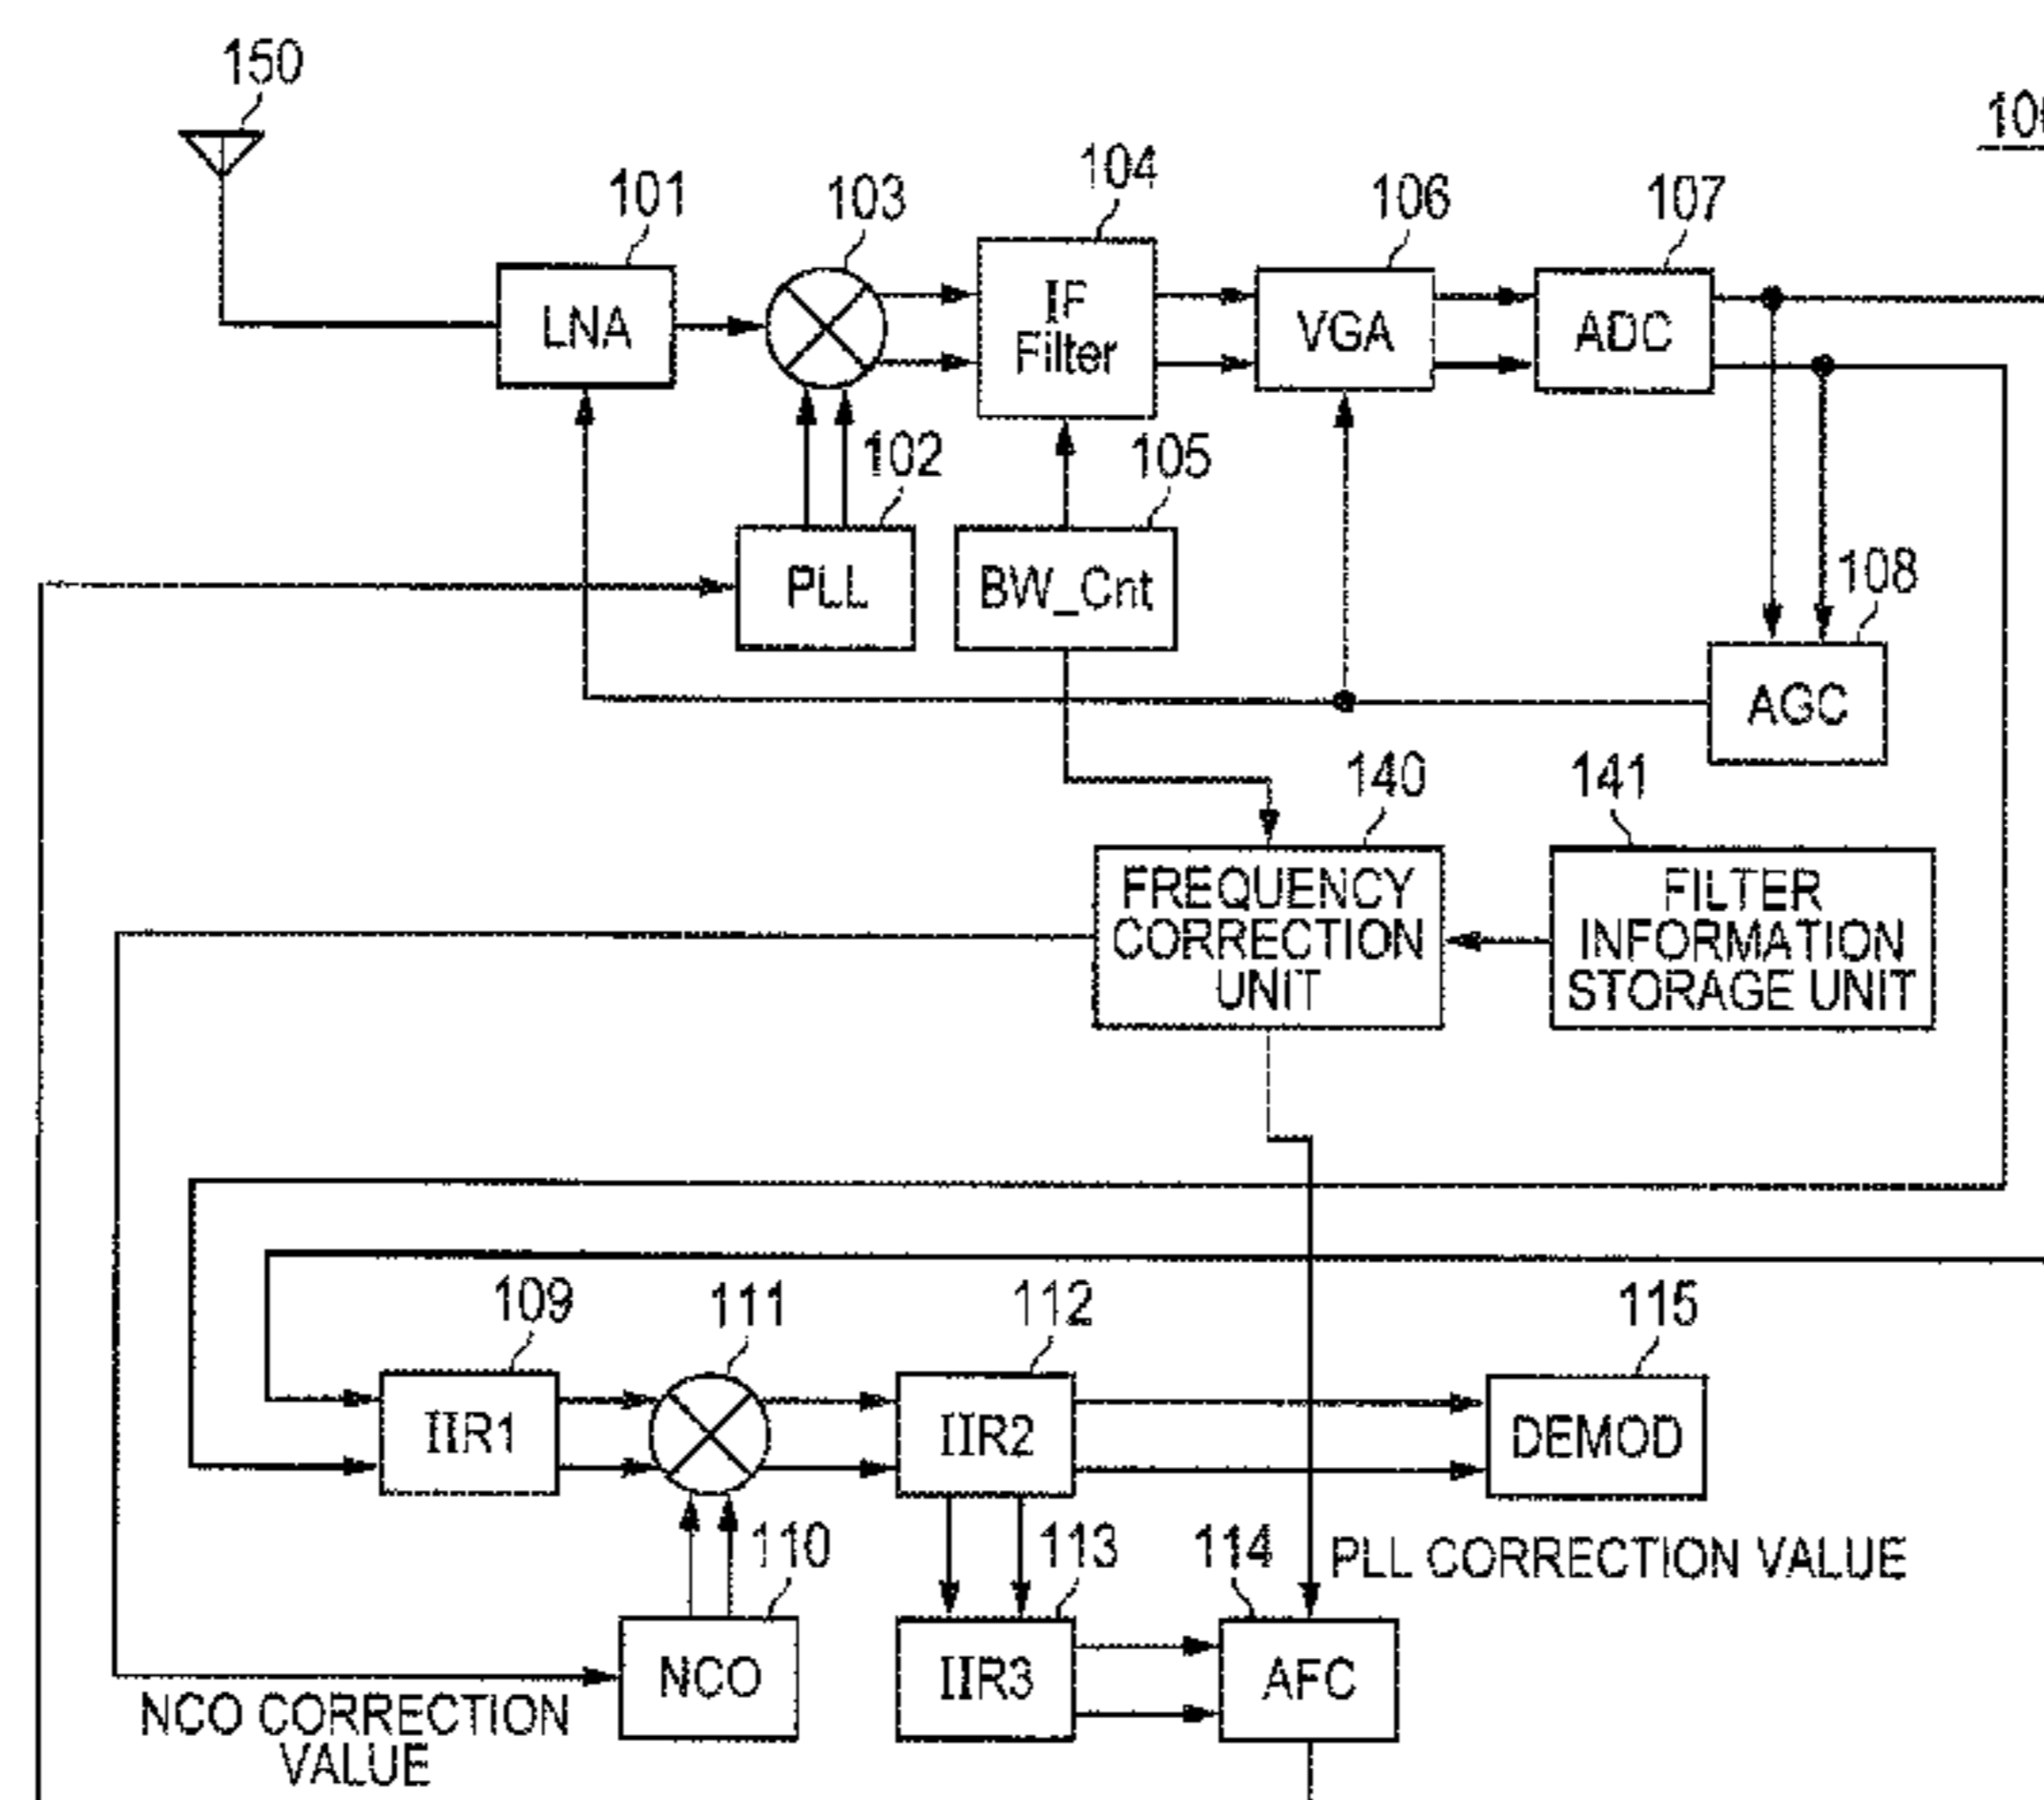 150
101
103
104
106
107
LNA
IF
Filter
VGA
ADC
102
105
108
PLL
BW_Cnt
AGC
140
141
FREQUENCY
CORRECTION
UNIT
FILTER
INFORMATION
STORAGE UNIT
109
111
112
115
IIR1
IIR2
DEMOD
110
113
114
PLL CORRECTION VALUE
NCO
IIR3
AFC
NCO CORRECTION
VALUE